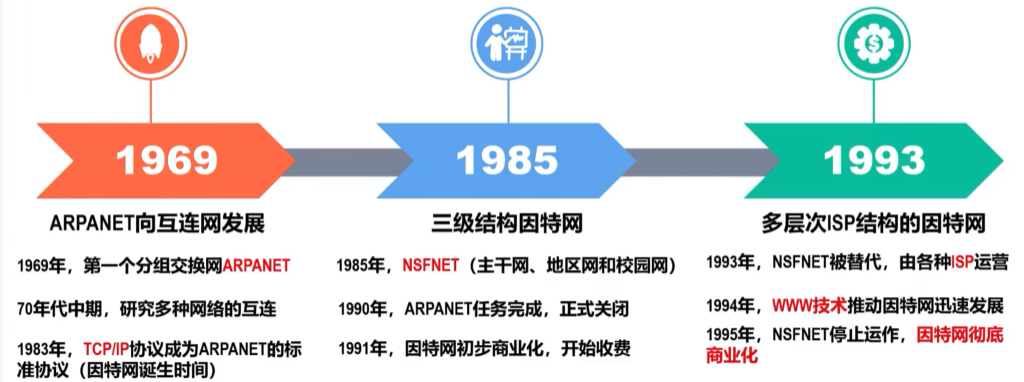 1969
ARPANET向互连网发展
1969年，第一个分组交换网ARPANET
70年代中期，研究多种网络的互连
1983年，TCP/IP协议成为ARPANET的标
准协议（因特网诞生时间）
1985
三级结构因特网
1985年，NSFNET（主干网、地区网和校园网）
1990年，ARPANET任务完成，正式关闭
1991年，因特网初步商业化，开始收费
1993
多层次ISP结构的因特网
1993年，NSFNET被替代，由各种ISP运营
1994年，WWW技术推动因特网迅速发展
1995年，NSFNET停止运作，因特网彻底
商业化